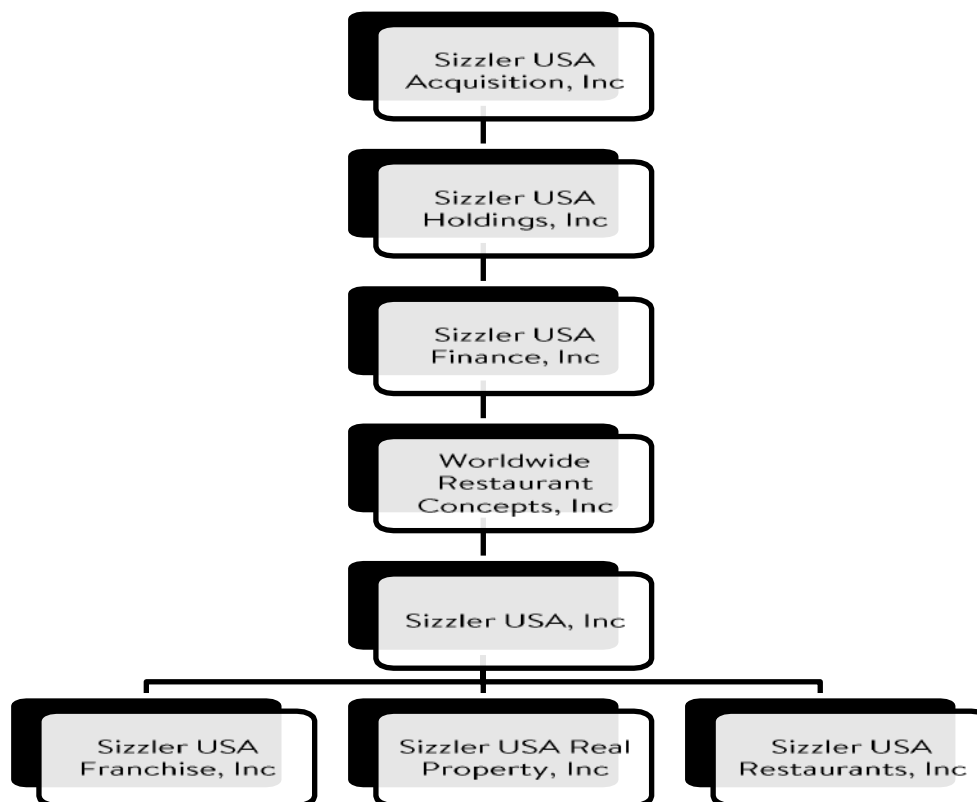 Sizzler USA
Acquisition, Inc
Sizzler USA
Holdings, Inc
Sizzler USA
Finance, Inc
Worldwide
Restaurant
Concepts, Inc
Sizzler USA, Inc
Sizzler USA
Franchise, Inc
Sizzler USA Real
Property, Inc
Sizzler USA
Restaurants, Inc